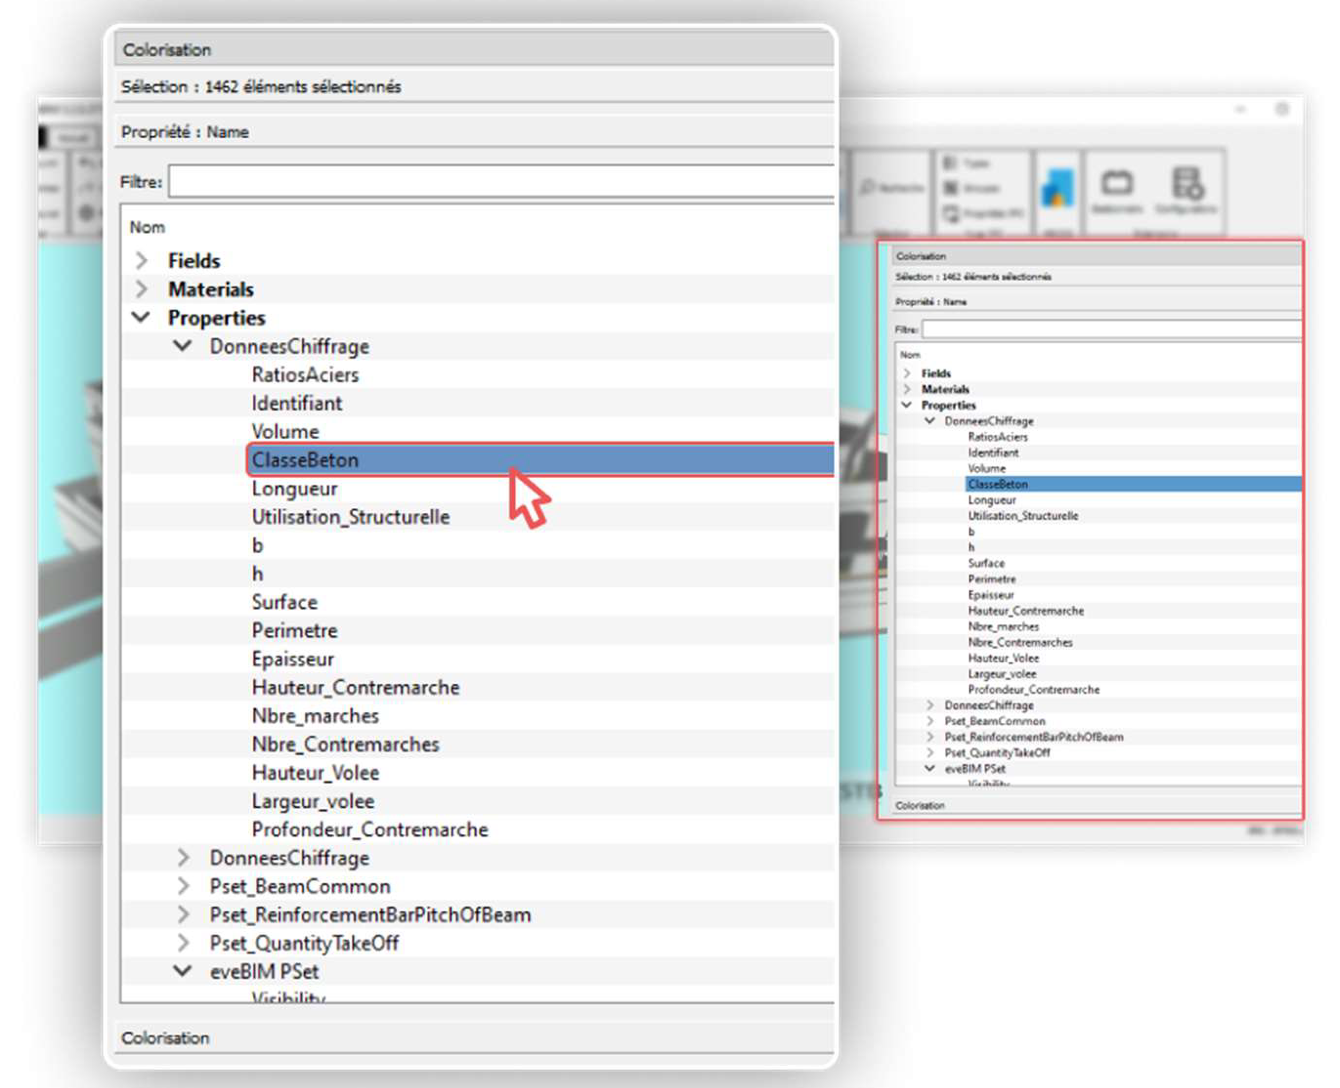 Colorisation
Sélection : 1462 éléments sélectionnés
Propriété : Name
Filtre:
Nom
Fields
Materials
Properties
DonneesChiffrage
RatiosAciers
Identifiant
Volume
ClasseBeton
Longueur
Utilisation_Structurelle
b
h
Surface
Perimetre
Epaisseur
Hauteur_Contremarche
Nbre_marches
Nbre_Contremarches
Hauteur_Volee
Largeur_volee
Profondeur_Contremarche
DonneesChiffrage
Pset_BeamCommon
Pset_ReinforcementBarPitchOfBeam
Pset_QuantityTakeOff
eveBIM PSet
Visibility
Colorisation
Colorisation
Sélection : 1462 éléments sélectionnés
Propriété : Name
Filtre:
Nom
Fields
Materials
Properties
DonneesChiffrage
RatiosAciers
Identifiant
Volume
ClasseBeton
Longueur
Utilisation_Structurelle
b
h
Surface
Perimetre
Epaisseur
Hauteur_Contremarche
Nbre_marches
Nbre_Contremarches
Hauteur_Volee
Largeur_volee
Profondeur_Contremarche
DonneesChiffrage
Pset_BeamCommon
Pset_ReinforcementBarPitchOfBeam
Pset_QuantityTakeOff
eveBIM PSet
Visibility
Colorisation
STB